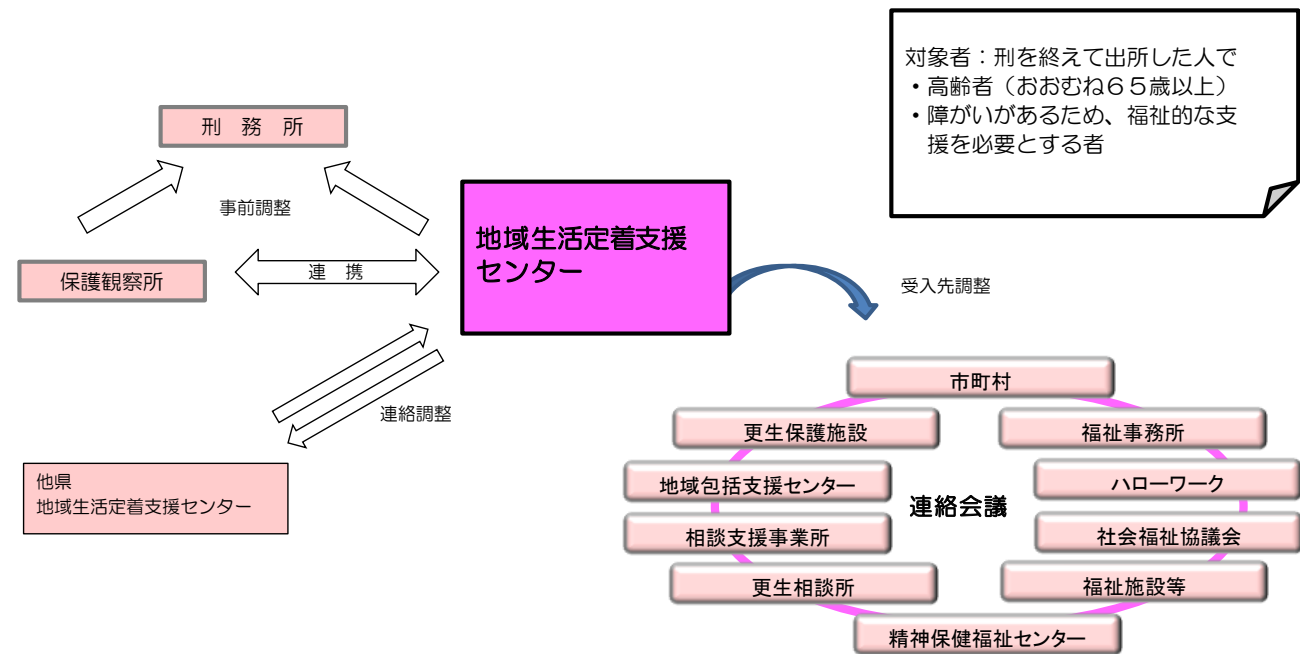 対象者：刑を終えて出所した人で
・高齢者（おおむね６５歳以上）
・障がいがあるため、福祉的な支
援を必要とする者
刑　務　所
事前調整
地域生活定着支援
センター
保護観察所
連　携
受入先調整
連絡調整
他県
地域生活定着支援センター
市町村
更生保護施設
福祉事務所
地域包括支援センター
ハローワーク
連絡会議
相談支援事業所
社会福祉協議会
更生相談所
福祉施設等
精神保健福祉センター